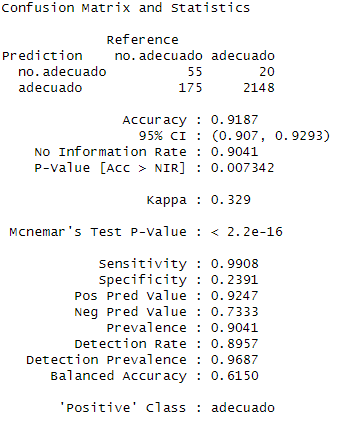 Confusion Matrix and Statistics
Reference
Prediction no.adecuado adecuado
no.adecuado 55 20
adecuado 175 2148
Accuracy : 0.9187
95% CI : (0.907, 0.9293)
No Information Rate : 0.9041
P-Value [Acc > NIR] : 0.007342
Kappa : 0.329
Mcnemar's Test P-Value : < 2.2e-16
Sensitivity : 0.9908
Specificity : 0.2391
Pos Pred Value : 0.9247
Neg Pred Value : 0.7333
Prevalence : 0.9041
Detection Rate : 0.8957
Detection Prevalence : 0.9687
Balanced Accuracy : 0.6150
'Positive' Class : adecuado